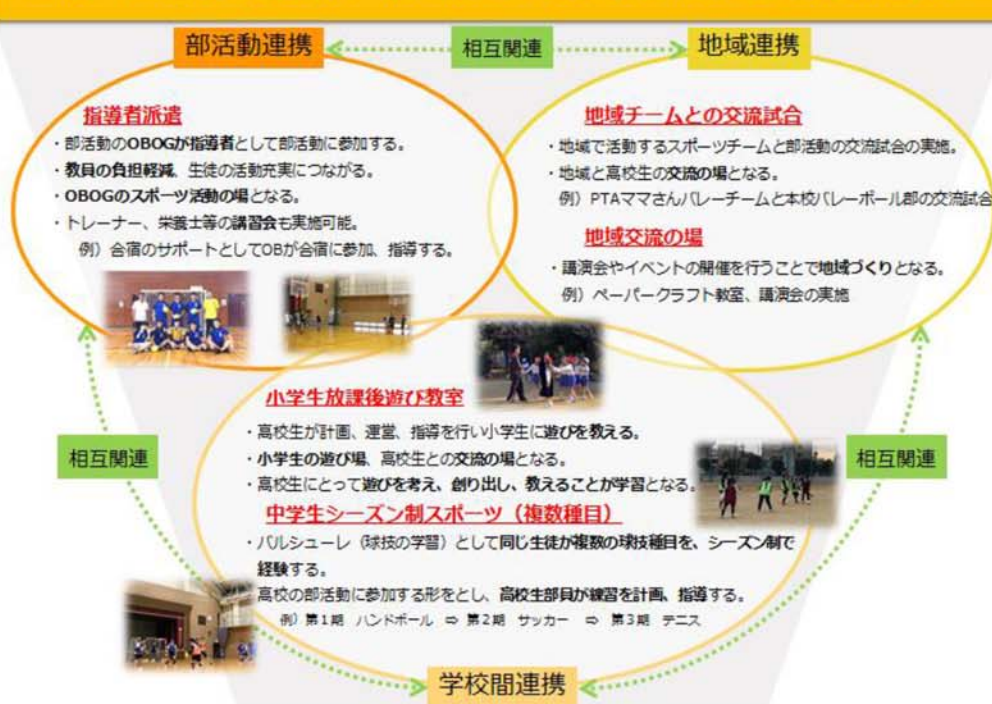 部活動連携
相互関連
地域連携
指導者派遣
・部活動のOBOGが指導者として部活動に参加する。
・教員の負担軽減、生徒の活動充実につながる。
・OBOGのスポーツ活動の場となる。
・トレーナー、栄養士等の講習会も実施可能。
例）合宿のサポートとしてOBが合宿に参加、指導する。
地域チームとの交流試合
・地域で活動するスポーツチームと部活動の交流試合の実施。
・地域と高校生の交流の場となる。
例）PTAママさんバレーチームと本校バレーボール部の交流試合
地域交流の場
・講演会やイベントの開催を行うことで地域づくりとなる。
例）ペーパークラフト教室、講演会の実施
相互関連
相互関連
小学生放課後遊び教室
・高校生が計画、運営、指導を行い小学生に遊びを教える。
・小学生の遊び場、高校生との交流の場となる。
・高校生にとって遊びを考え、創り出し、教えることが学習となる。
中学生シーズン制スポーツ（複数種目）
・バルシューレ（球技の学習）として同じ生徒が複数の球技種目を、シーズン制で
経験する。
・高校の部活動に参加する形をとし、高校生部員が練習を計画、指導する。
例）第1期 ハンドボール ⇨ 第2期 サッカー ⇨ 第3期 テニス
学校間連携